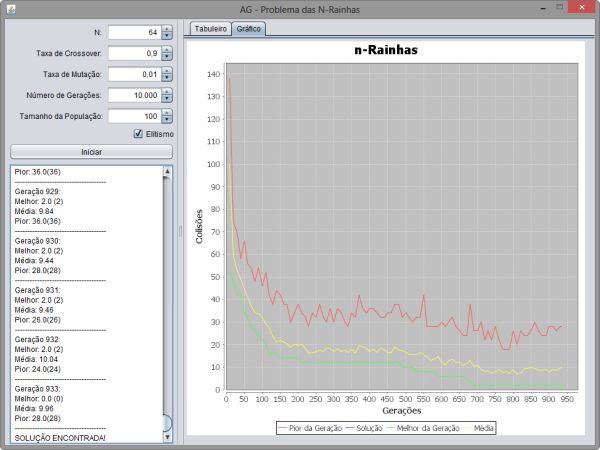 AG - Problema das N-Rainhas
N: 64
Taxa de Crossover: 0,9
Taxa de Mutação: 0,01
Número de Gerações: 10.000
Tamanho da População: 100
Elitismo
Iniciar
Pior: 36.0(36)
----------------------------------------
Geração 929:
Melhor: 2.0 (2)
Média: 9.84
Pior: 36.0(36)
----------------------------------------
Geração 930:
Melhor: 2.0 (2)
Média: 9.44
Pior: 28.0(28)
----------------------------------------
Geração 931:
Melhor: 2.0 (2)
Média: 9.46
Pior: 26.0(26)
----------------------------------------
Geração 932:
Melhor: 2.0 (2)
Média: 10.04
Pior: 24.0(24)
----------------------------------------
Geração 933:
Melhor: 0.0 (0)
Média: 9.96
Pior: 28.0(28)
----------------------------------------
SOLUÇÃO ENCONTRADA!
Tabuleiro Gráfico
n-Rainhas
140
130
120
110
100
90
80
70
60
50
40
30
20
10
0
Colisões
0 50 100 150 200 250 300 350 400 450 500 550 600 650 700 750 800 850 900 950
Gerações
Pior da Geração Solução Melhor da Geração Média